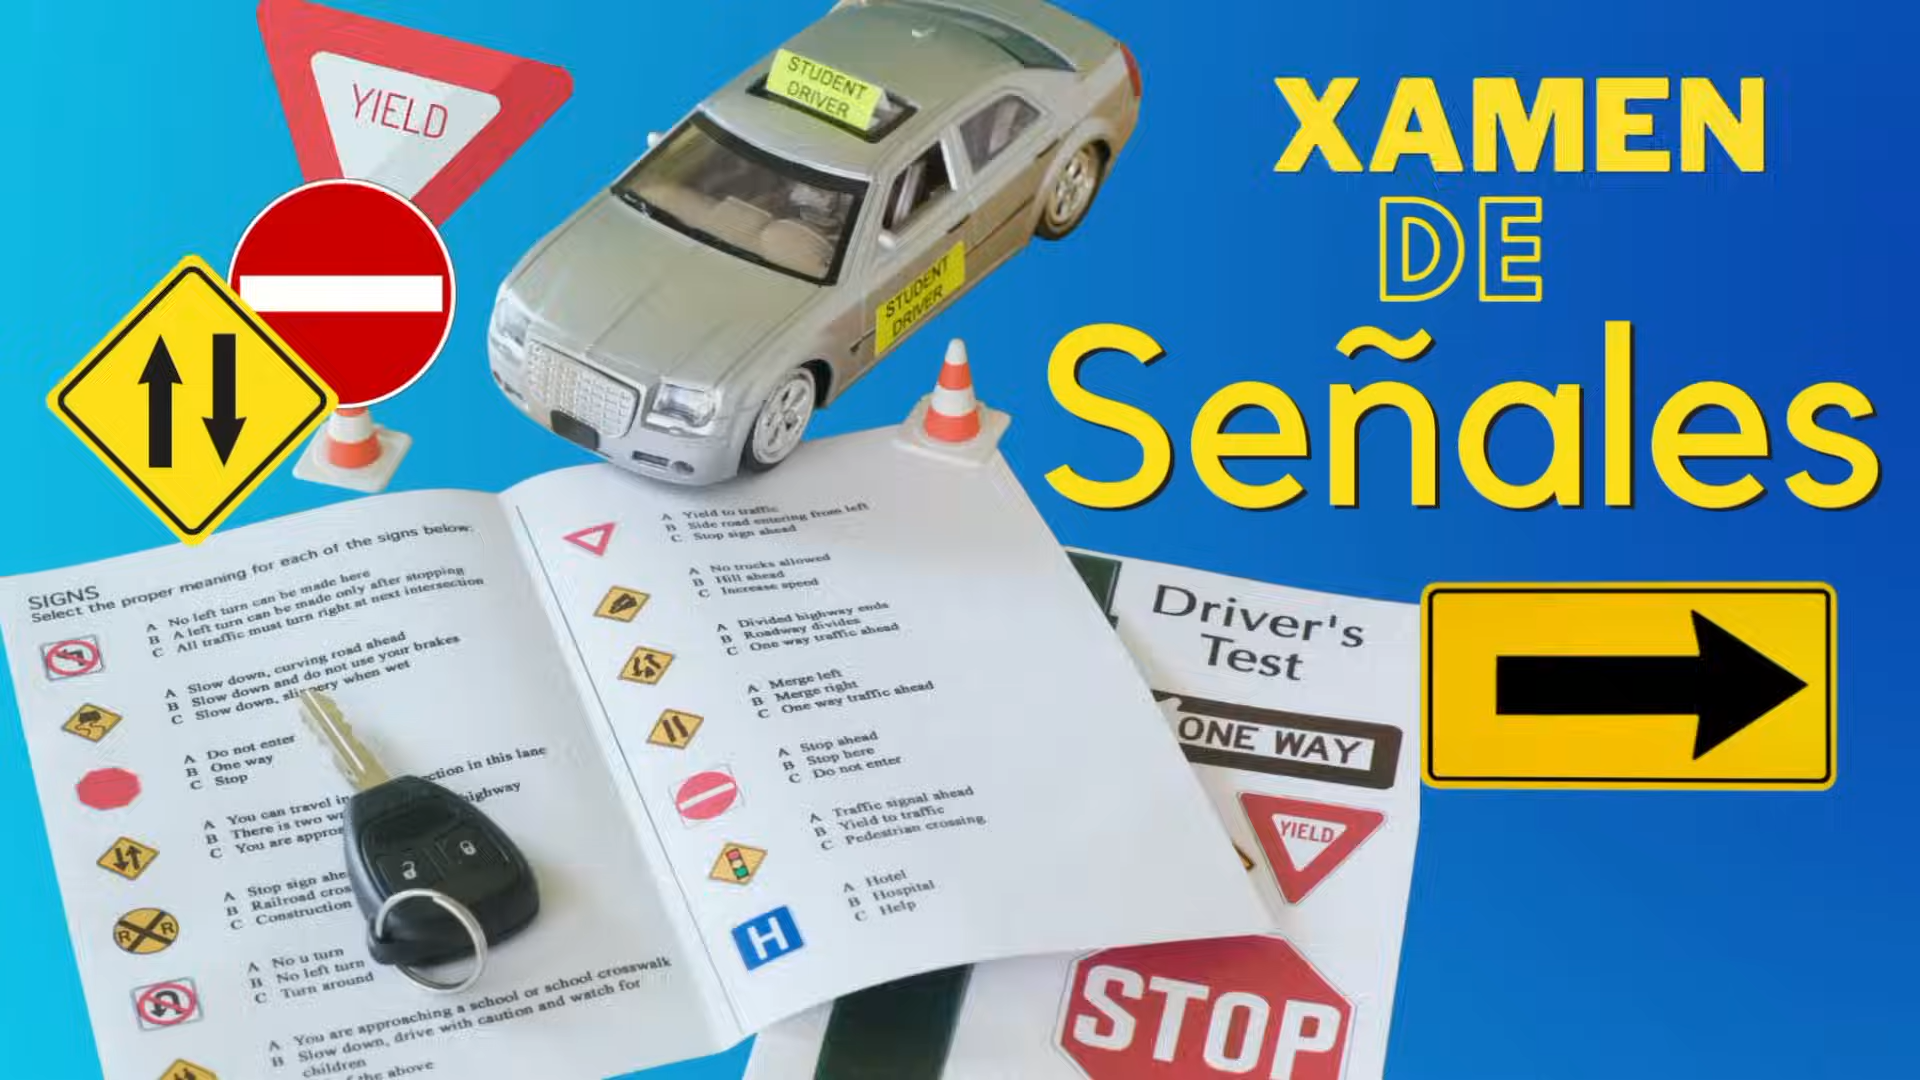 YIELD
STUDENT
DRIVER
STUDENT
DRIVER
XAMEN
DE
Señales
SIGNS
Select the proper meaning for each of the signs below:
A No left turn can be made here
B A left turn can be made only after stopping
C All traffic must turn right at next intersection
A Slow down, curving road ahead
B Slow down and do not use your brakes
C Slow down, slippery when wet
A Do not enter
B One way
C Stop
A You can travel in
ction in this lane
B There is two w
highway
C You are appro
A Stop sign ahe
B Railroad cros
C Construction
R R
A No u turn
B No left turn
C Turn around
A You are approaching a school or school crosswalk
B Slow down, drive with caution and watch for
children
the above
A Yield to traffic
B Side road entering from left
C Stop sign ahead
A No trucks allowed
B Hill ahead
C Increase speed
A Divided highway ends
B Roadway divides
C One way traffic ahead
A Merge left
B Merge right
C One way traffic ahead
A Stop ahead
B Stop here
C Do not enter
A Traffic signal ahead
B Yield to traffic
C Pedestrian crossing
A Hotel
B Hospital
C Help
H
Driver's
Test
ONE WAY
YIELD
STOP